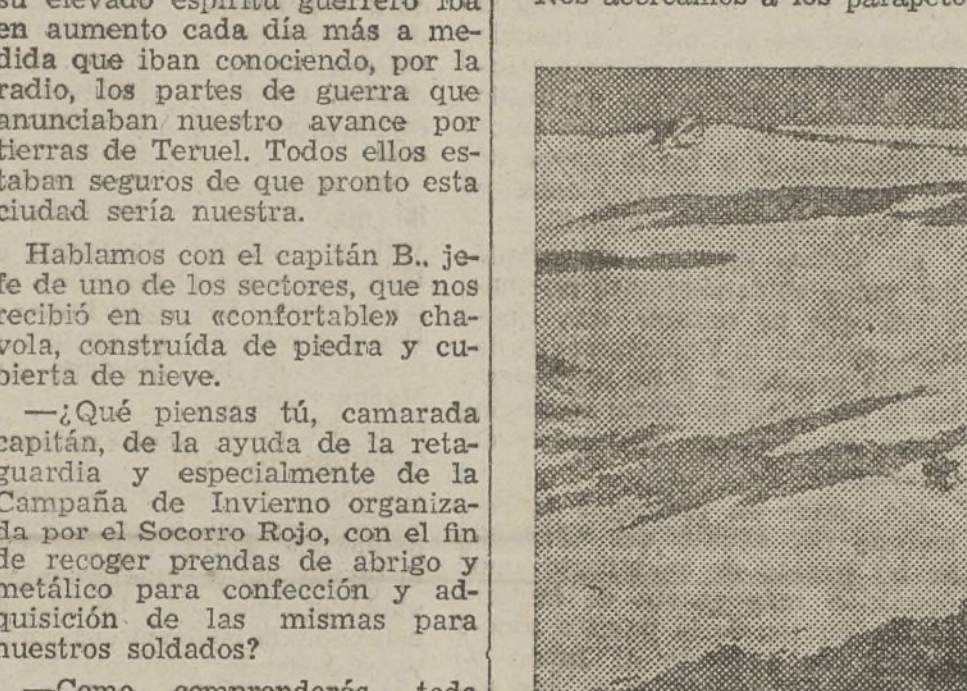 su elevado espíritu guerrero iba
en aumento cada día más a me-
dida que iban conociendo, por la
radio, los partes de guerra que
anunciaban nuestro avance por
tierras de Teruel. Todos ellos es-
taban seguros de que pronto esta
ciudad sería nuestra.
Hablamos con el capitán B., je-
fe de uno de los sectores, que nos
recibió en su «confortable» cha-
vola, construída de piedra y cu-
bierta de nieve.
—¿Qué piensas tú, camarada
capitán, de la ayuda de la reta-
guardia y especialmente de la
Campaña de Invierno organiza-
da por el Socorro Rojo, con el fin
de recoger prendas de abrigo y
metálico para confección y ad-
quisición de las mismas para
nuestros soldados?
—Como comprenderás, todo
Nos acercamos a los parapeto